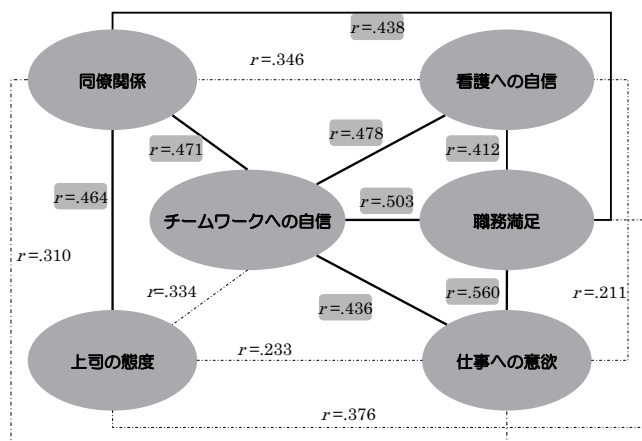 r=.438
同僚関係
r=.346
看護への自信
r=.478
r=.471
r=.412
r=.464
r=.503
チームワークへの自信
職務満足
r=.310
r=.334
r=.436
r=.560
r=.211
上司の態度
r=.233
仕事への意欲
r=.376